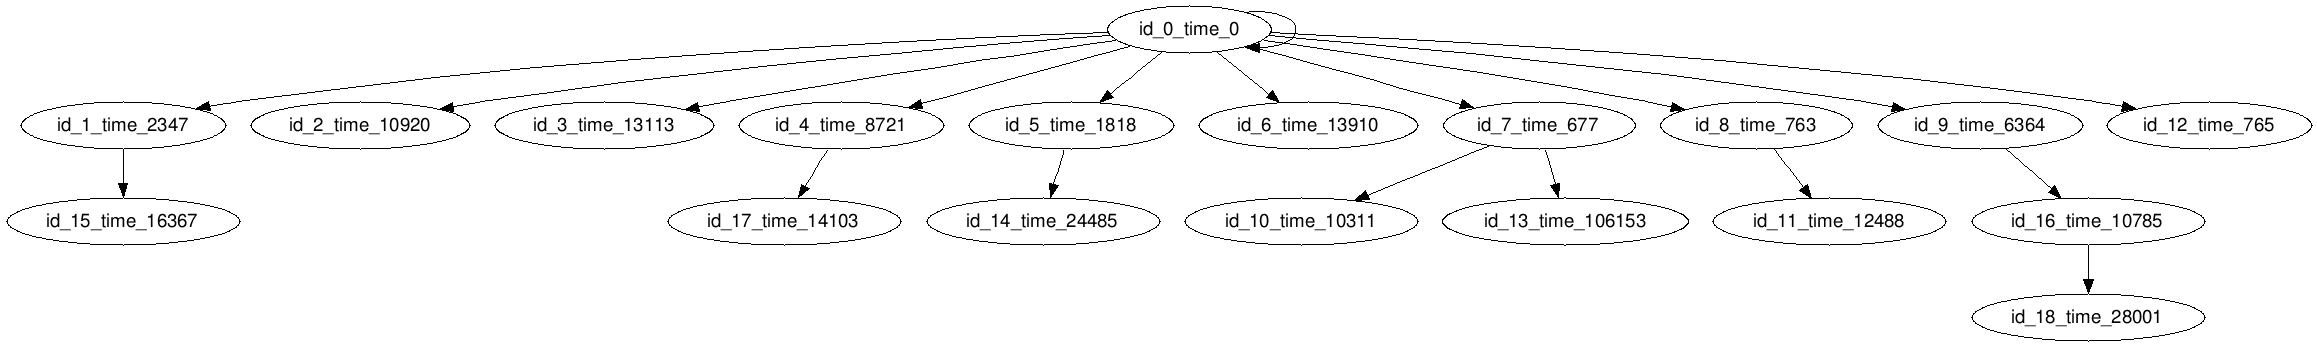 id_0_time_0
id_1_time_2347
id_2_time_10920
id_3_time_13113
id_4_time_8721
id_5_time_1818
id_6_time_13910
id_7_time_677
id_8_time_763
id_9_time_6364
id_12_time_765
id_15_time_16367
id_17_time_14103
id_14_time_24485
id_10_time_10311
id_13_time_106153
id_11_time_12488
id_16_time_10785
id_18_time_28001